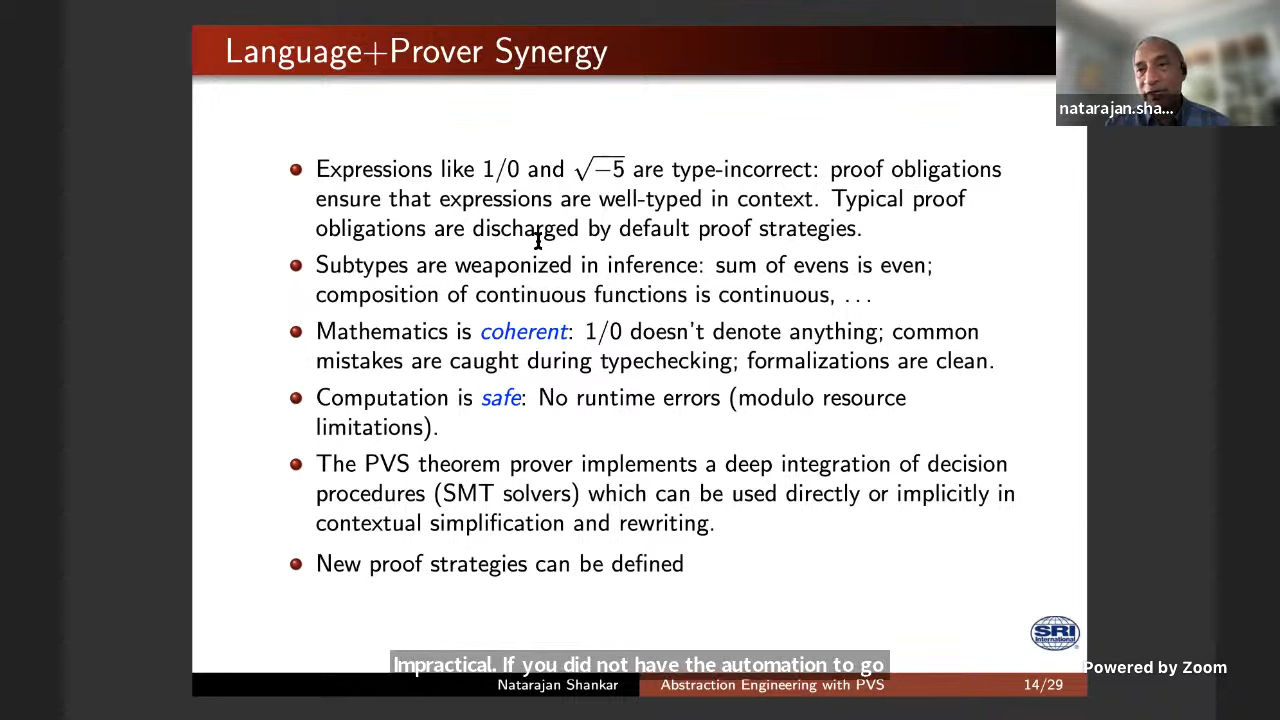 Language+Prover Synergy
natarajan.sha...
Expressions like 1/0 and √−5 are type-incorrect: proof obligations
ensure that expressions are well-typed in context. Typical proof
obligations are discharged by default proof strategies.
Subtypes are weaponized in inference: sum of evens is even;
composition of continuous functions is continuous, ...
Mathematics is coherent: 1/0 doesn't denote anything; common
mistakes are caught during typechecking; formalizations are clean.
Computation is safe: No runtime errors (modulo resource
limitations).
The PVS theorem prover implements a deep integration of decision
procedures (SMT solvers) which can be used directly or implicitly in
contextual simplification and rewriting.
New proof strategies can be defined
SRI
International
Impractical. If you did not have the automation to go
Powered by Zoom
Natarajan Shankar
Abstraction Engineering with PVS
14/29